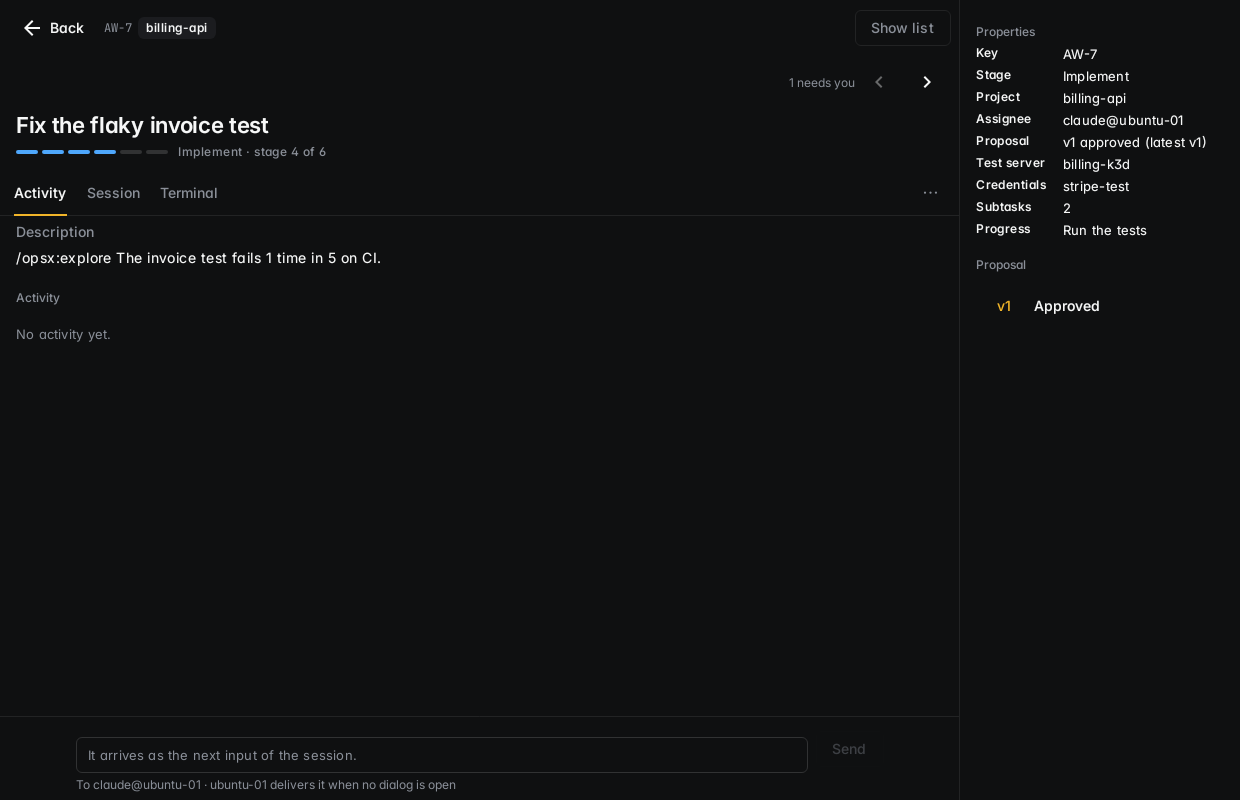 Back AW-7 billing-api Show list
1 needs you
Fix the flaky invoice test
Implement · stage 4 of 6
Activity Session Terminal ···
Description
/opsx:explore The invoice test fails 1 time in 5 on CI.
Activity
No activity yet.
It arrives as the next input of the session. Send
To claude@ubuntu-01 · ubuntu-01 delivers it when no dialog is open
Properties
Key AW-7
Stage Implement
Project billing-api
Assignee claude@ubuntu-01
Proposal v1 approved (latest v1)
Test server billing-k3d
Credentials stripe-test
Subtasks 2
Progress Run the tests
Proposal
v1 Approved